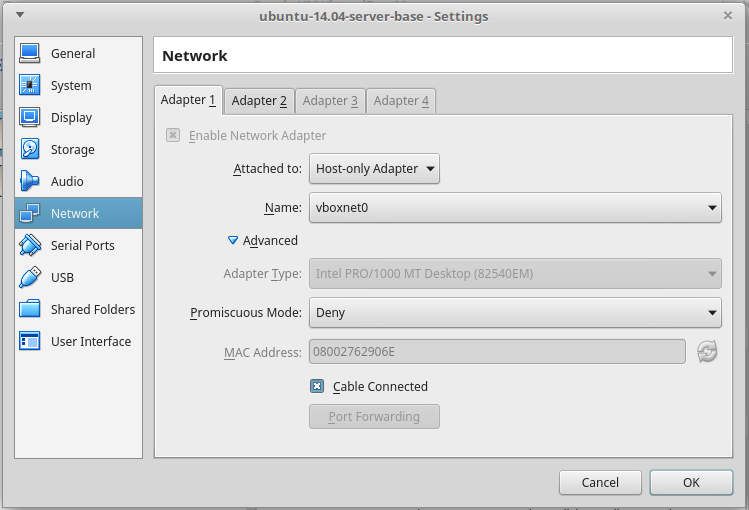 ubuntu-14.04-server-base - Settings
General
System
Display
Storage
Audio
Network
Serial Ports
USB
Shared Folders
User Interface
Network
Adapter 1 Adapter 2 Adapter 3 Adapter 4
Enable Network Adapter
Attached to: Host-only Adapter
Name: vboxnet0
Advanced
Adapter Type: Intel PRO/1000 MT Desktop (82540EM)
Promiscuous Mode: Deny
MAC Address: 08002762906E
Cable Connected
Port Forwarding
Cancel OK